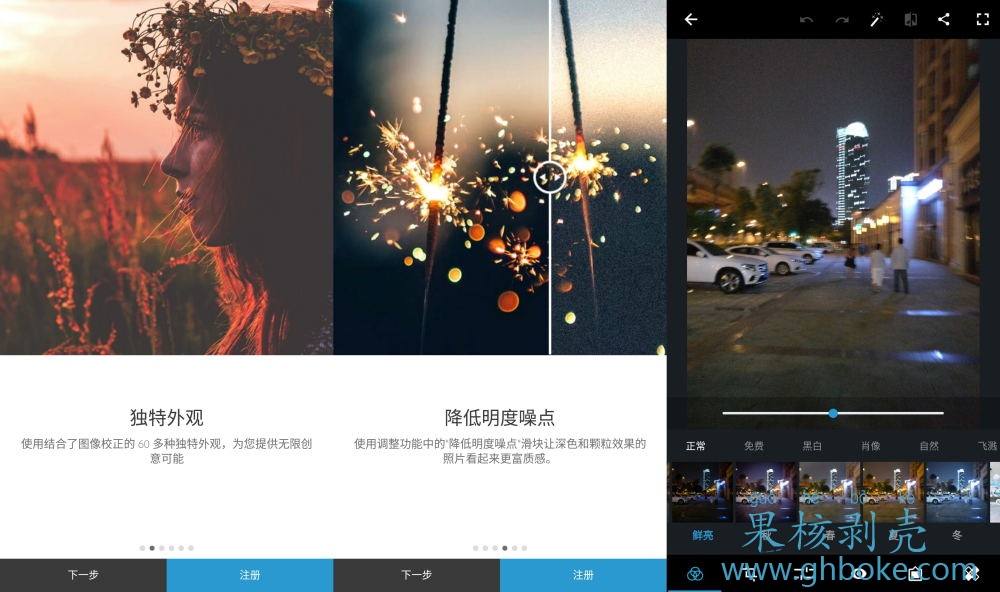 独特外观
使用结合了图像校正的 60 多种独特外观，为您提供无限创
意可能
下一步
注册
降低明度噪点
使用调整功能中的"降低明度噪点"滑块让深色和颗粒效果的
照片看起来更富质感。
下一步
注册
正常
免费
黑白
肖像
自然
飞溅
鲜亮
秋
春
夏
冬
果核剥壳
www.ghboke.com